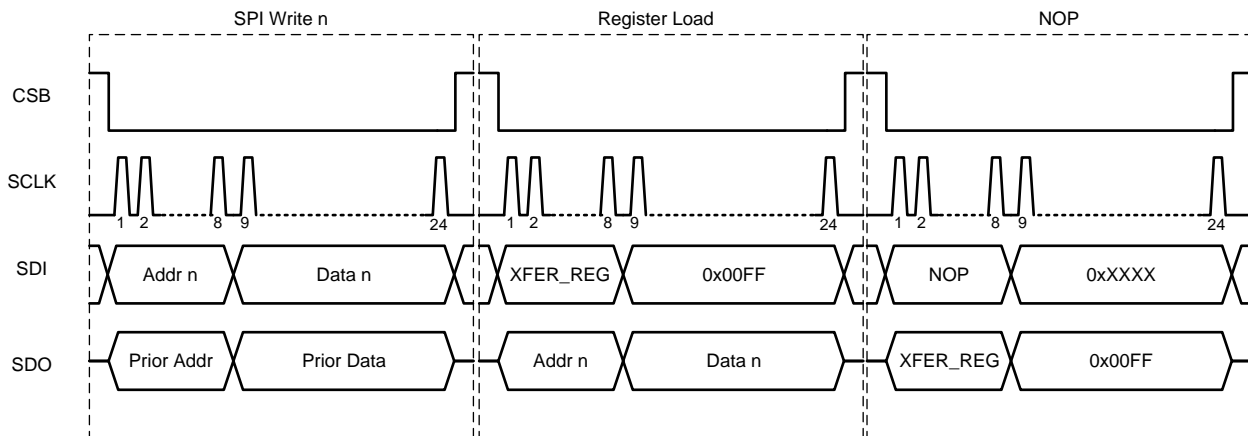 SPI Write n Register Load NOP
CSB
SCLK
1 2 8 9 24 1 2 8 9 24 1 2 8 9 24
SDI Addr n Data n XFER_REG 0x00FF NOP 0xXXXX
SDO Prior Addr Prior Data Addr n Data n XFER_REG 0x00FF